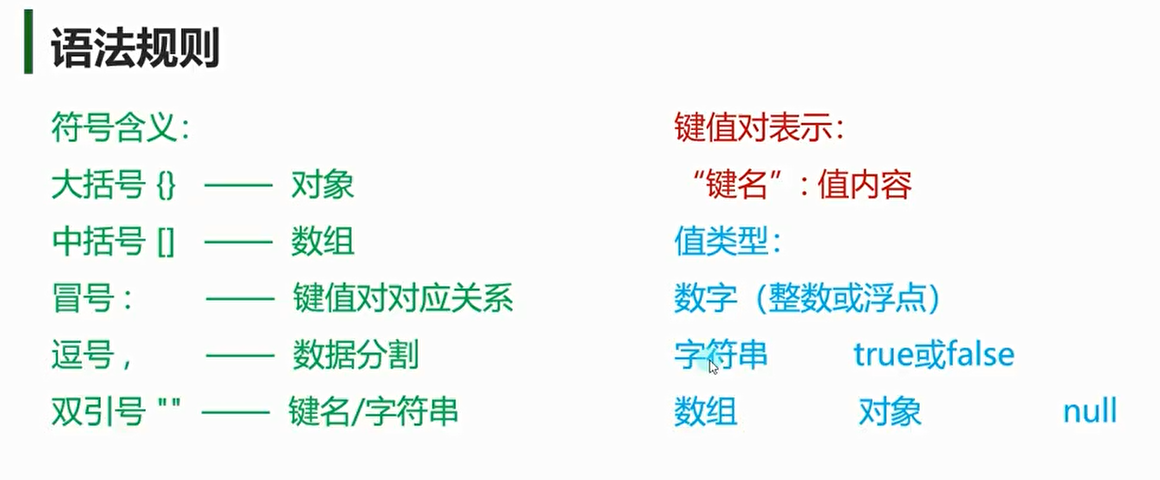 语法规则
符号含义：
大括号 {} —— 对象
中括号 [] —— 数组
冒号 : —— 键值对对应关系
逗号 , —— 数据分割
双引号 "" —— 键名/字符串
键值对表示：
“键名”: 值内容
值类型：
数字（整数或浮点）
字符串 true或false
数组 对象 null